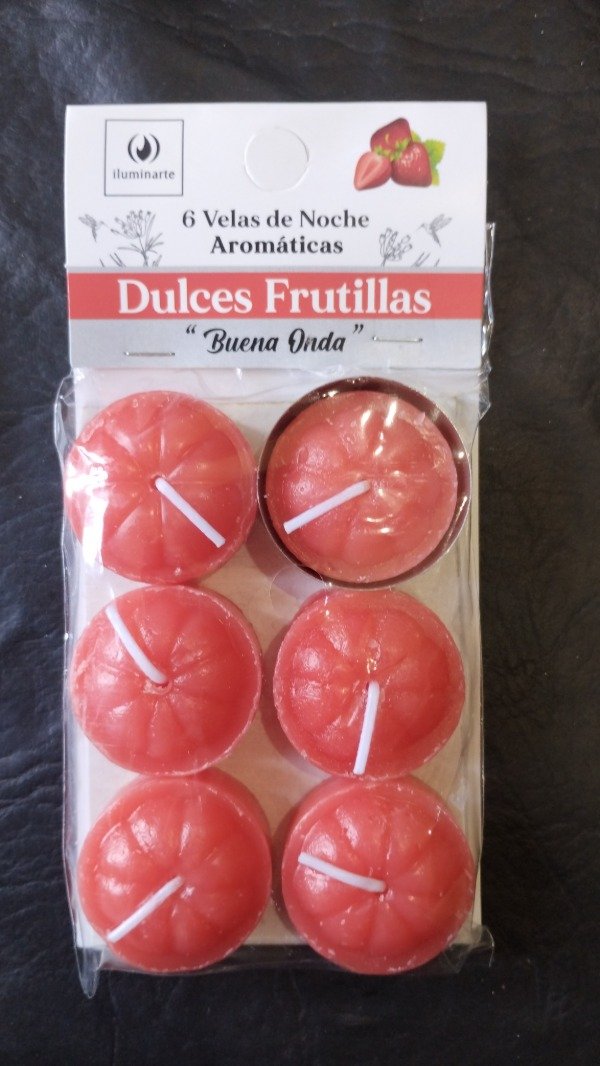 iluminarte
6 Velas de Noche
Aromáticas
Dulces Frutillas
“Buena Onda”